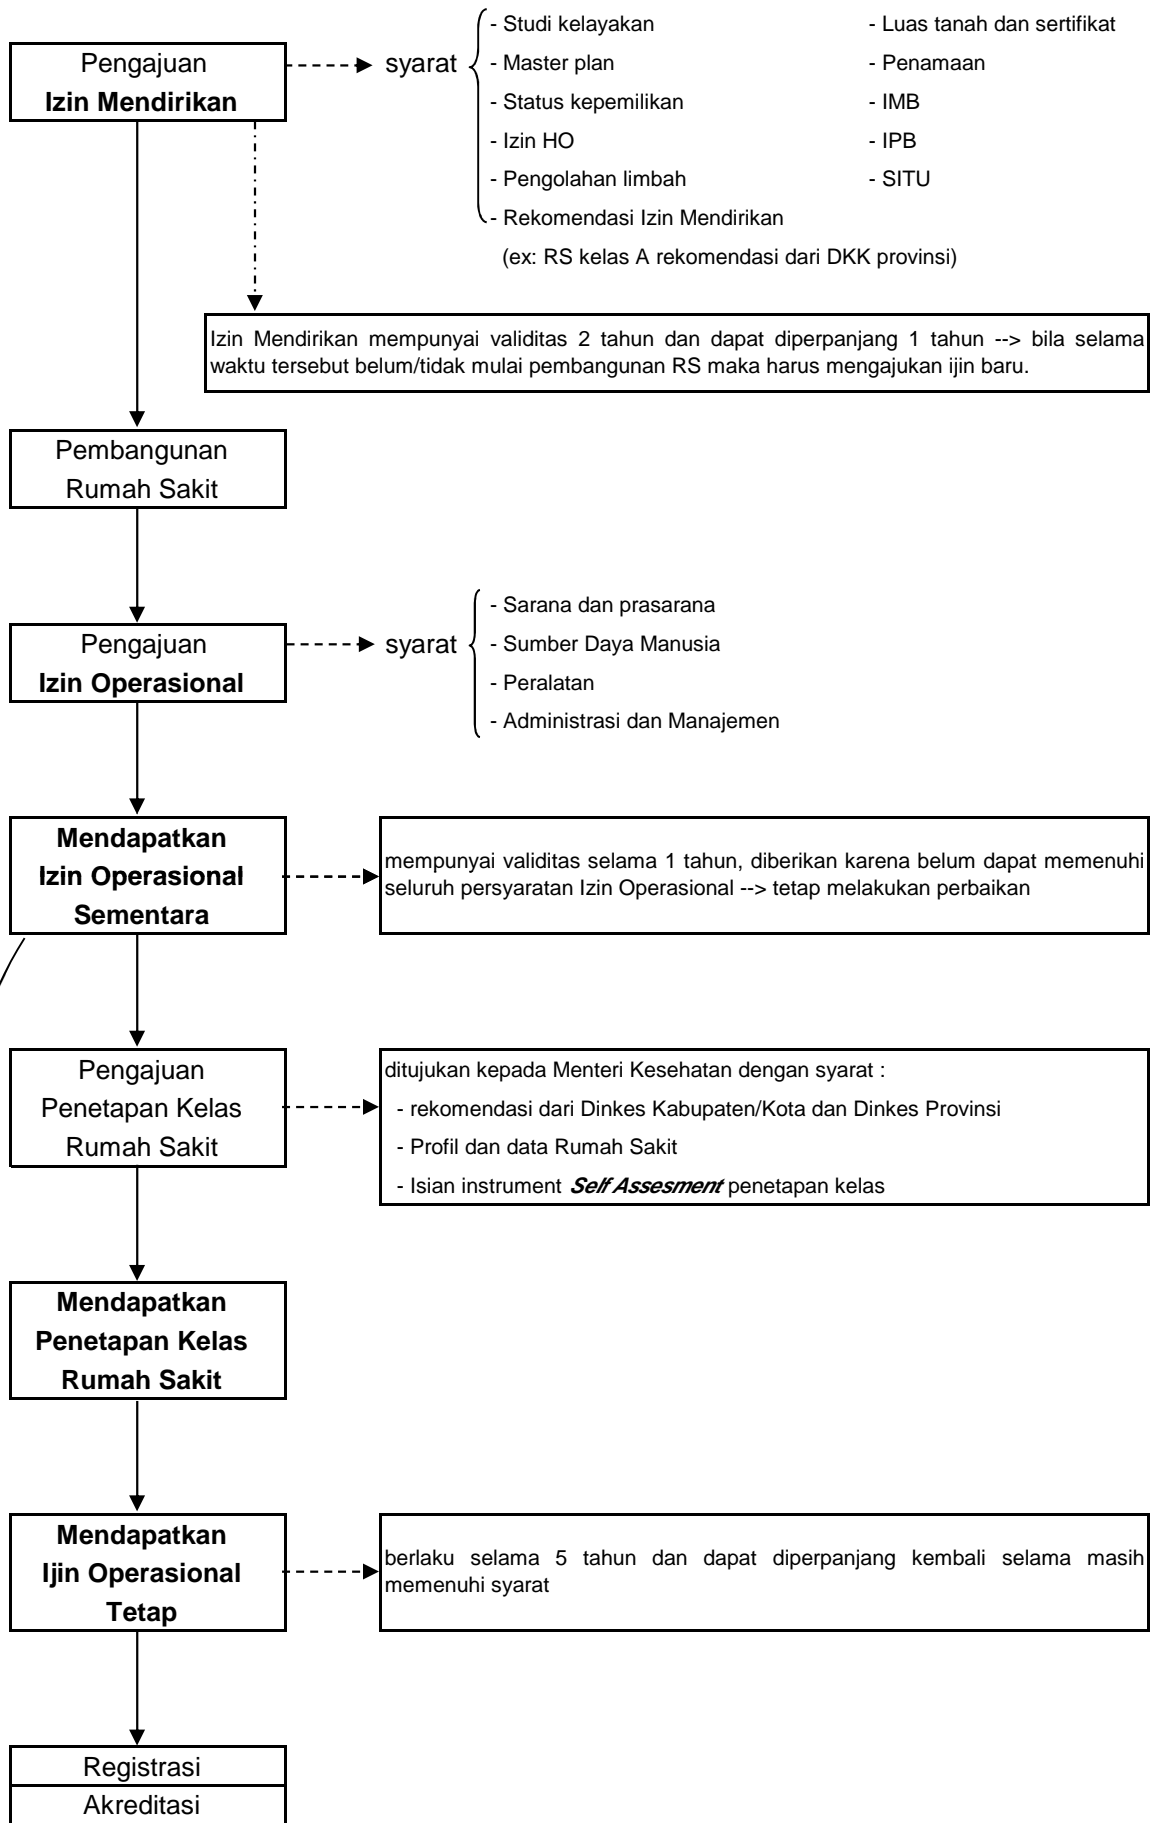 Pengajuan
Izin Mendirikan
syarat
- Studi kelayakan
- Master plan
- Status kepemilikan
- Izin HO
- Pengolahan limbah
- Rekomendasi Izin Mendirikan
(ex: RS kelas A rekomendasi dari DKK provinsi)
- Luas tanah dan sertifikat
- Penamaan
- IMB
- IPB
- SITU
Izin Mendirikan mempunyai validitas 2 tahun dan dapat diperpanjang 1 tahun --> bila selama
waktu tersebut belum/tidak mulai pembangunan RS maka harus mengajukan ijin baru.
Pembangunan
Rumah Sakit
Pengajuan
Izin Operasional
syarat
- Sarana dan prasarana
- Sumber Daya Manusia
- Peralatan
- Administrasi dan Manajemen
Mendapatkan
Izin Operasional
Sementara
mempunyai validitas selama 1 tahun, diberikan karena belum dapat memenuhi
seluruh persyaratan Izin Operasional --> tetap melakukan perbaikan
Pengajuan
Penetapan Kelas
Rumah Sakit
ditujukan kepada Menteri Kesehatan dengan syarat :
- rekomendasi dari Dinkes Kabupaten/Kota dan Dinkes Provinsi
- Profil dan data Rumah Sakit
- Isian instrument Self Assesment penetapan kelas
Mendapatkan
Penetapan Kelas
Rumah Sakit
Mendapatkan
Ijin Operasional
Tetap
berlaku selama 5 tahun dan dapat diperpanjang kembali selama masih
memenuhi syarat
Registrasi
Akreditasi